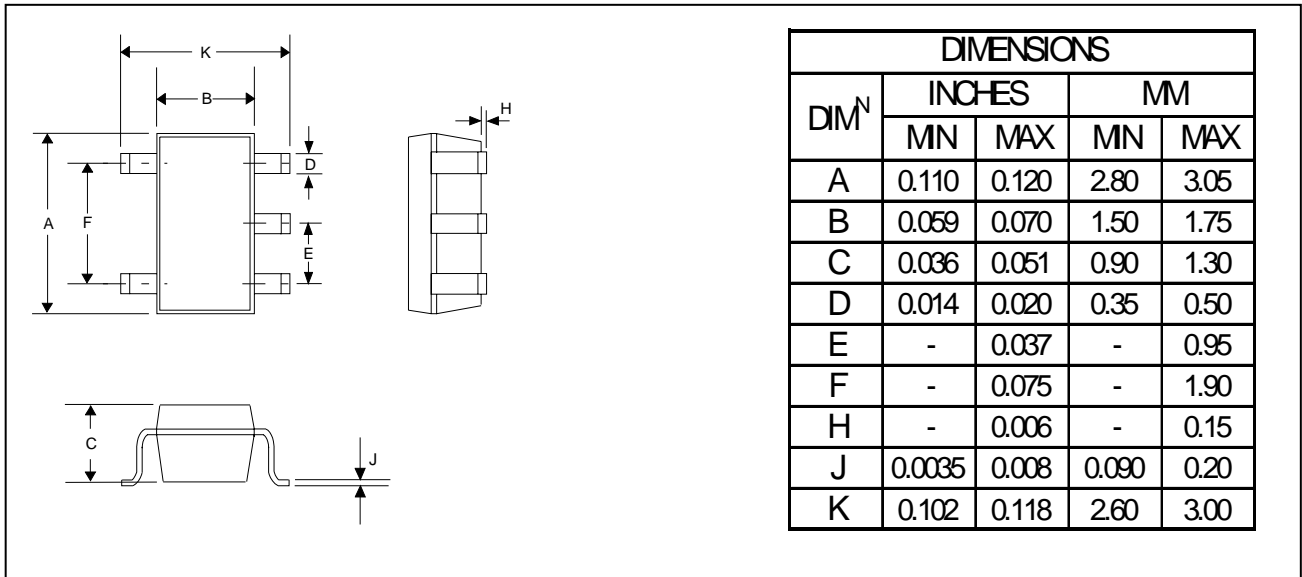 K
B
H
D
A
F
E
C
J
DIMENSIONS
DIMᴺ INCHES MM
MIN MAX MIN MAX
A 0.110 0.120 2.80 3.05
B 0.059 0.070 1.50 1.75
C 0.036 0.051 0.90 1.30
D 0.014 0.020 0.35 0.50
E - 0.037 - 0.95
F - 0.075 - 1.90
H - 0.006 - 0.15
J 0.0035 0.008 0.090 0.20
K 0.102 0.118 2.60 3.00